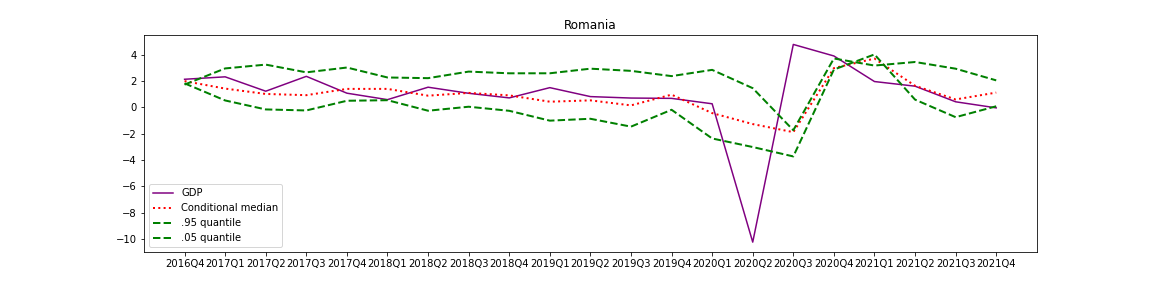 Romania
4
2
0
−2
−4
−6
−8
−10
GDP
Conditional median
.95 quantile
.05 quantile
2016Q4 2017Q1 2017Q2 2017Q3 2017Q4 2018Q1 2018Q2 2018Q3 2018Q4 2019Q1 2019Q2 2019Q3 2019Q4 2020Q1 2020Q2 2020Q3 2020Q4 2021Q1 2021Q2 2021Q3 2021Q4